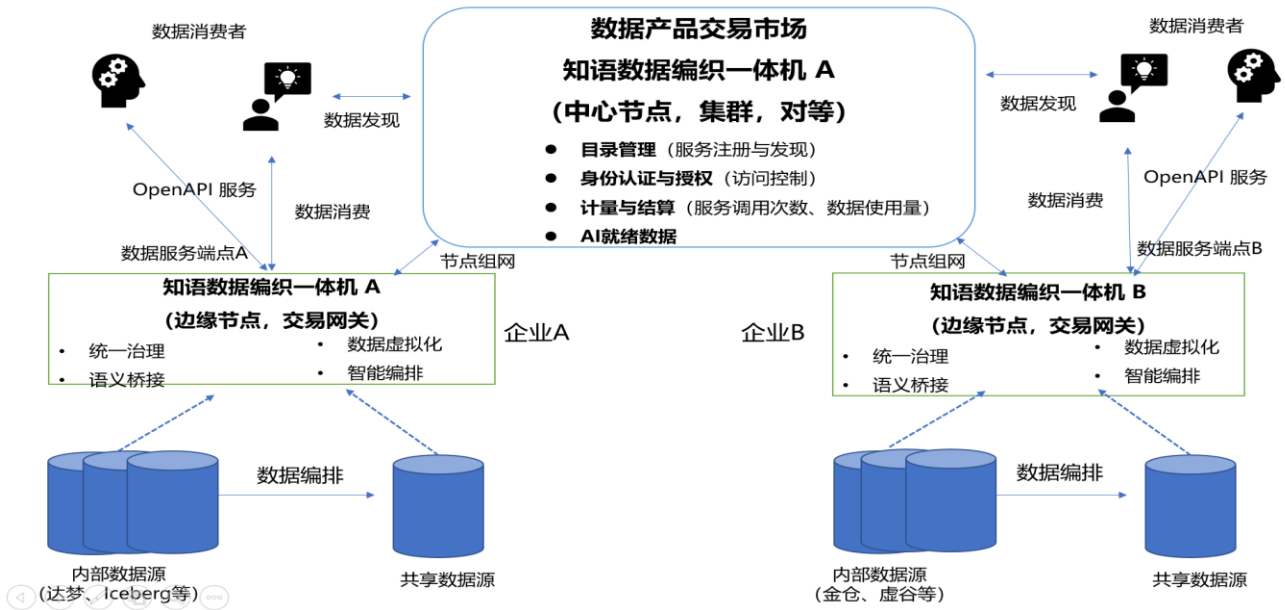 数据消费者
数据发现
OpenAPI 服务
数据消费
数据服务端点A
数据产品交易市场
知语数据编织一体机 A
(中心节点，集群，对等)
● 目录管理（服务注册与发现）
● 身份认证与授权（访问控制）
● 计量与结算（服务调用次数、数据使用量）
● AI就绪数据
数据消费者
数据发现
OpenAPI 服务
数据消费
数据服务端点B
节点组网
节点组网
知语数据编织一体机 A
(边缘节点，交易网关)
• 统一治理
• 语义桥接
• 数据虚拟化
• 智能编排
企业A
企业B
知语数据编织一体机 B
(边缘节点，交易网关)
• 统一治理
• 语义桥接
• 数据虚拟化
• 智能编排
数据编排
内部数据源
(达梦、Iceberg等)
共享数据源
数据编排
内部数据源
(金仓、虚谷等)
共享数据源